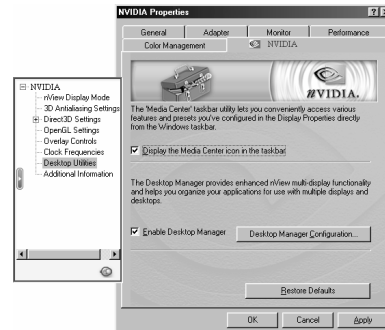 NVIDIA Properties
General Adapter Monitor Performance
Color Management NVIDIA
NVIDIA
nView Display Mode
3D Antialiasing Settings
Direct3D Settings
OpenGL Settings
Overlay Controls
Clock Frequencies
Desktop Utilities
Additional Information
NVIDIA.
The 'Media Center' taskbar utility lets you conveniently access various
features and presets you've configured in the Display Properties directly
from the Windows taskbar.
Display the Media Center icon in the taskbar
The Desktop Manager provides enhanced nView multi-display functionality
and helps you organize your applications for use with multiple displays and
desktops.
Enable Desktop Manager
Desktop Manager Configuration...
Restore Defaults
OK Cancel Apply